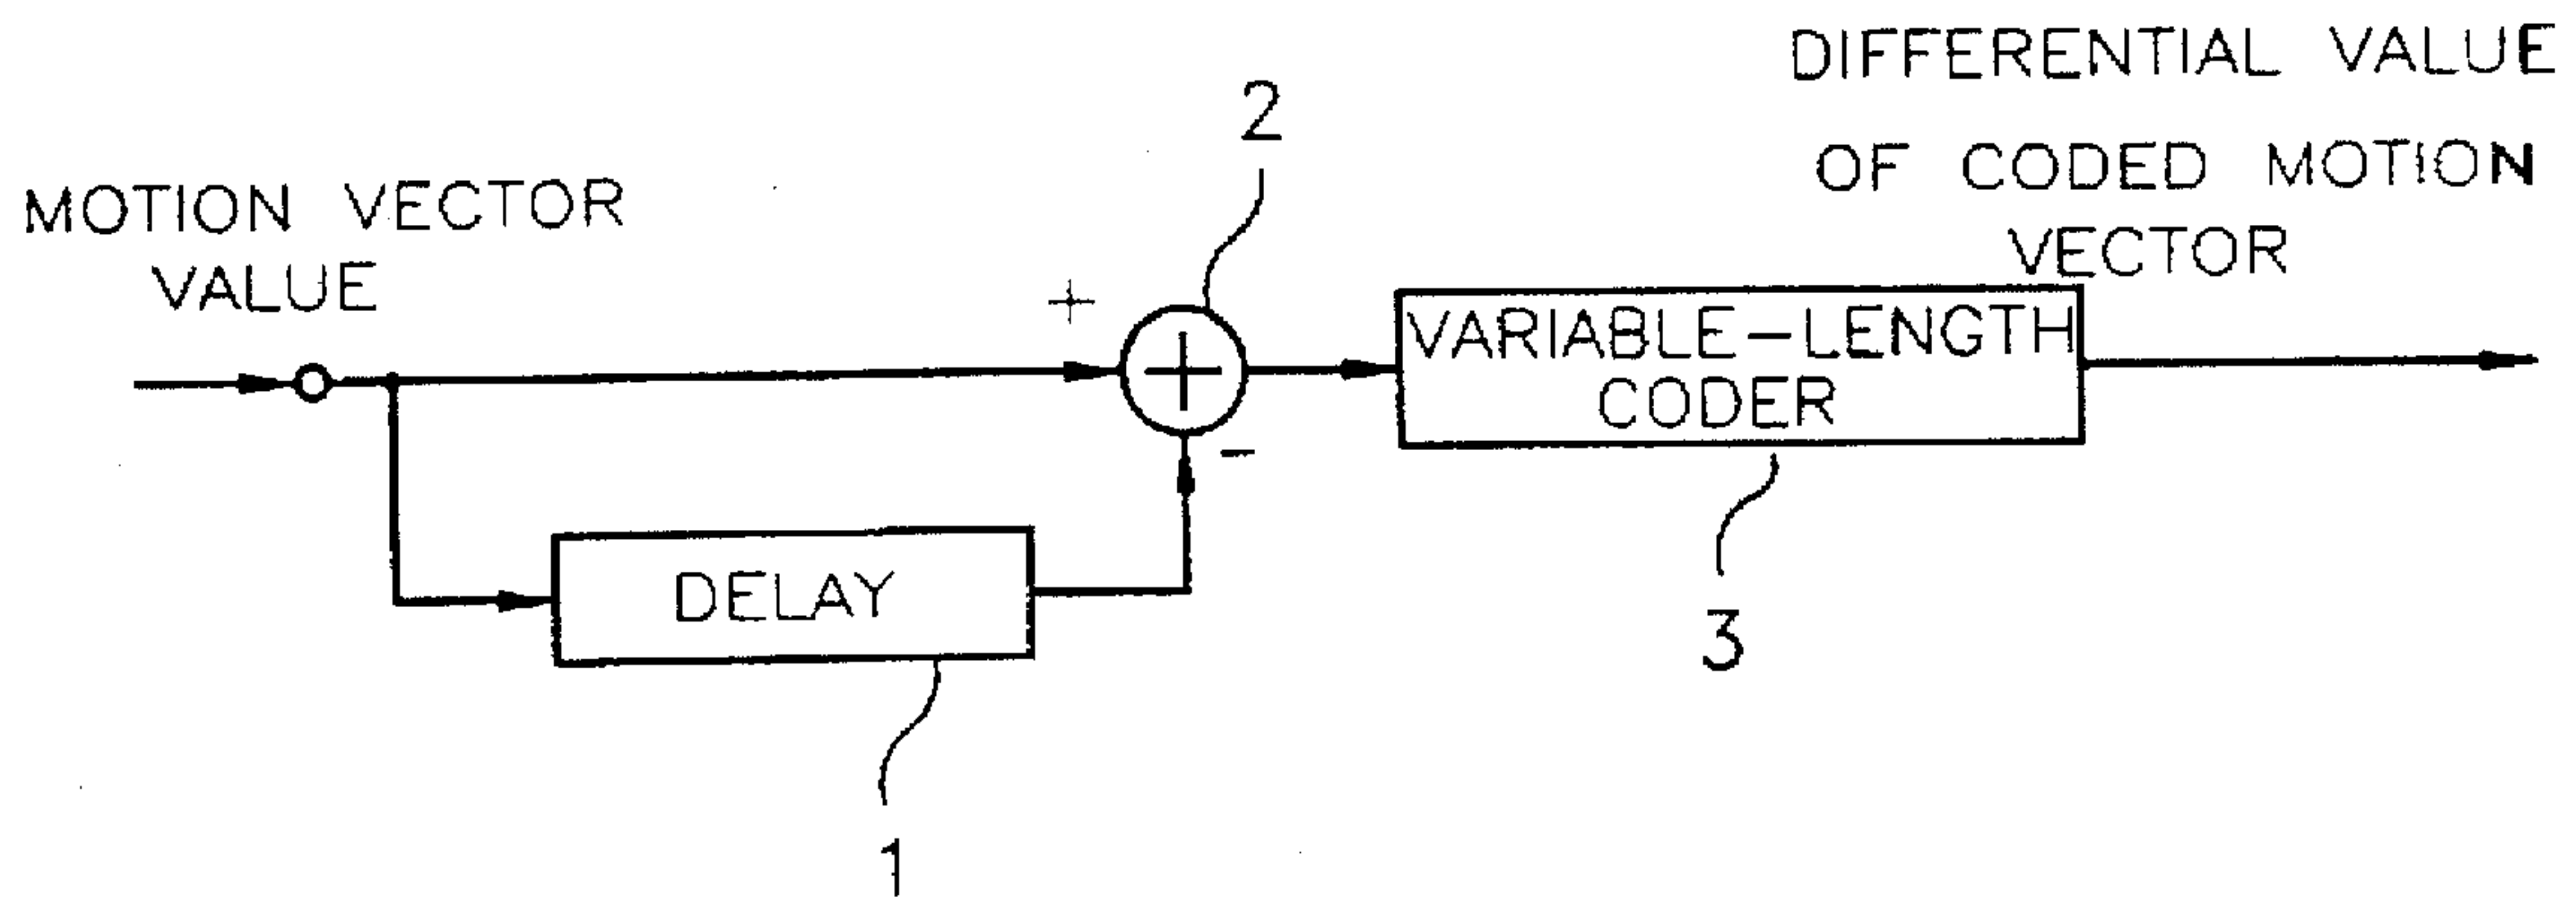 DIFFERENTIAL VALUE
OF CODED MOTION
VECTOR
2
MOTION VECTOR
VALUE
+
-
VARIABLE-LENGTH
CODER
DELAY
3
1